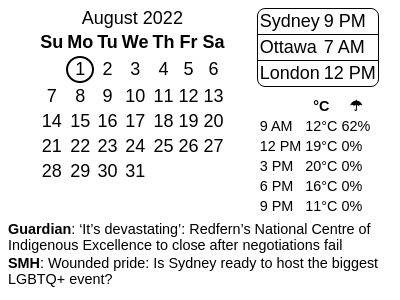 August 2022
Su Mo Tu We Th Fr Sa
1 2 3 4 5 6
7 8 9 10 11 12 13
14 15 16 17 18 19 20
21 22 23 24 25 26 27
28 29 30 31
Sydney 9 PM
Ottawa 7 AM
London 12 PM
°C ☂
9 AM 12°C 62%
12 PM 19°C 0%
3 PM 20°C 0%
6 PM 16°C 0%
9 PM 11°C 0%
Guardian: ‘It’s devastating’: Redfern’s National Centre of
Indigenous Excellence to close after negotiations fail
SMH: Wounded pride: Is Sydney ready to host the biggest
LGBTQ+ event?